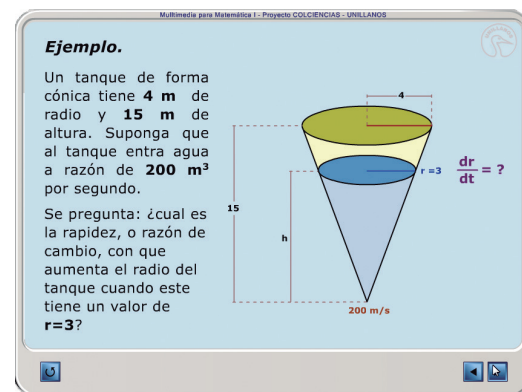 Multimedia para Matemática I - Proyecto COLCIENCIAS - UNILLANOS
Ejemplo.
Un tanque de forma
cónica tiene 4 m de
radio y 15 m de
altura. Suponga que
al tanque entra agua
a razón de 200 m³
por segundo.
Se pregunta: ¿cual es
la rapidez, o razón de
cambio, con que
aumenta el radio del
tanque cuando este
tiene un valor de
r=3?
4
15
h
r =3
dr
dt = ?
200 m/s